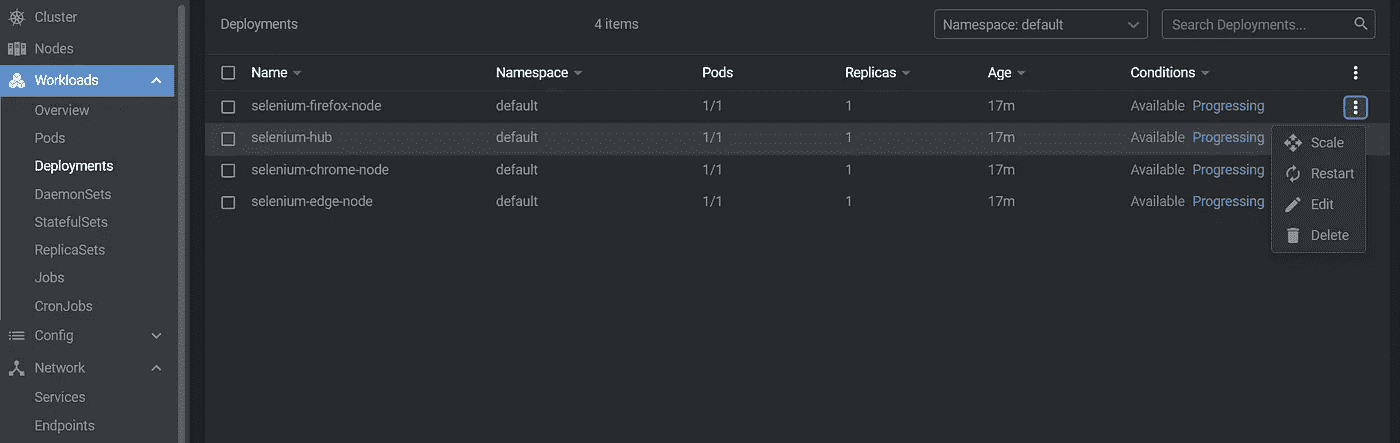 Cluster
Nodes
Workloads
Overview
Pods
Deployments
DaemonSets
StatefulSets
ReplicaSets
Jobs
CronJobs
Config
Network
Services
Endpoints
Deployments 4 items Namespace: default Search Deployments...
Name Namespace Pods Replicas Age Conditions
selenium-firefox-node default 1/1 1 17m Available Progressing
selenium-hub default 1/1 1 17m Available Progressing
selenium-chrome-node default 1/1 1 17m Available Progressing
selenium-edge-node default 1/1 1 17m Available Progressing
Scale
Restart
Edit
Delete